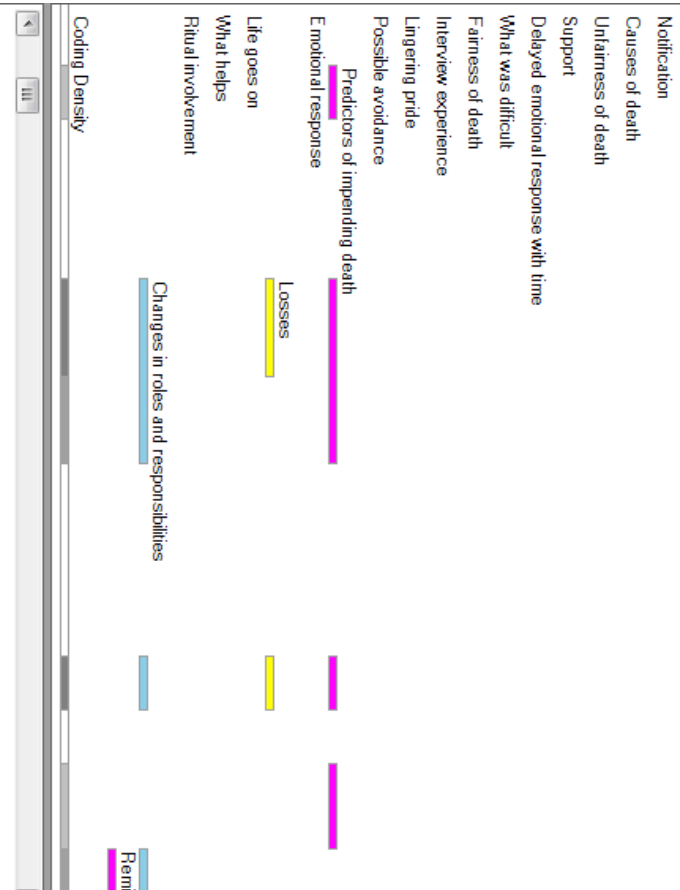 Notification
Causes of death
Unfairness of death
Support
Delayed emotional response with time
What was difficult
Fairness of death
Interview experience
Lingering pride
Possible avoidance
Predictors of impending death
Emotional response
Losses
Life goes on
What helps
Ritual involvement
Changes in roles and responsibilities
Remi
Coding Density